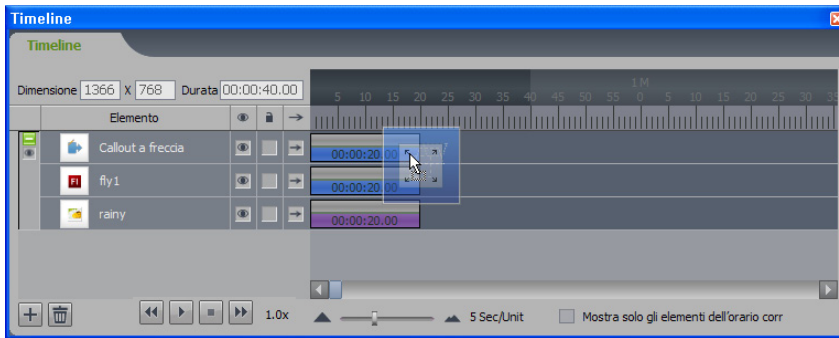 Timeline
Timeline
Dimensione 1366 X 768 Durata 00:00:40.00
5 10 15 20 25 30 35 40 45 50 55 1M 0 5 10 15 20 25 30 35
Elemento
Callout a freccia 00:00:20.00
Fl fly1 00:00:20.00
rainy 00:00:20.00
1.0x 5 Sec/Unit Mostra solo gli elementi dell'orario corr